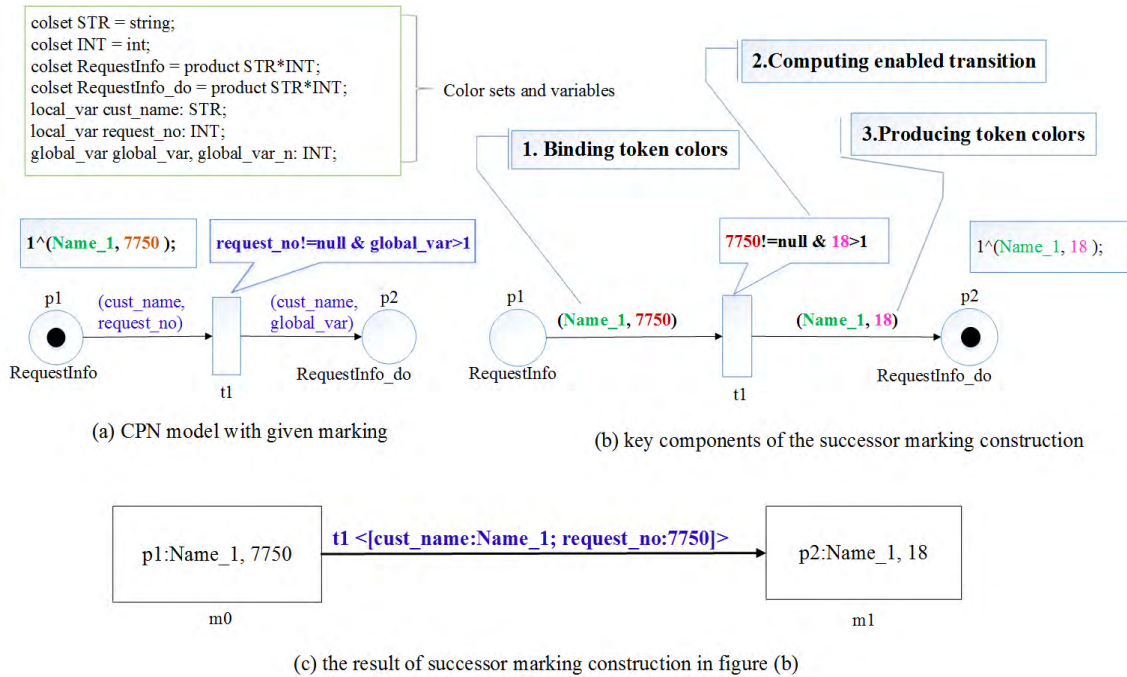 colset STR = string;
colset INT = int;
colset RequestInfo = product STR*INT;
colset RequestInfo_do = product STR*INT;
local_var cust_name: STR;
local_var request_no: INT;
global_var global_var, global_var_n: INT;
Color sets and variables
1^(Name_1, 7750 );
request_no!=null & global_var>1
p1
(cust_name,
request_no)
(cust_name,
global_var)
p2
RequestInfo
t1
RequestInfo_do
(a) CPN model with given marking
2.Computing enabled transition
3.Producing token colors
1. Binding token colors
7750!=null & 18>1
1^(Name_1, 18 );
p1
(Name_1, 7750)
(Name_1, 18)
p2
RequestInfo
t1
RequestInfo_do
(b) key components of the successor marking construction
p1:Name_1, 7750
t1 <[cust_name:Name_1; request_no:7750]>
p2:Name_1, 18
m0
m1
(c) the result of successor marking construction in figure (b)